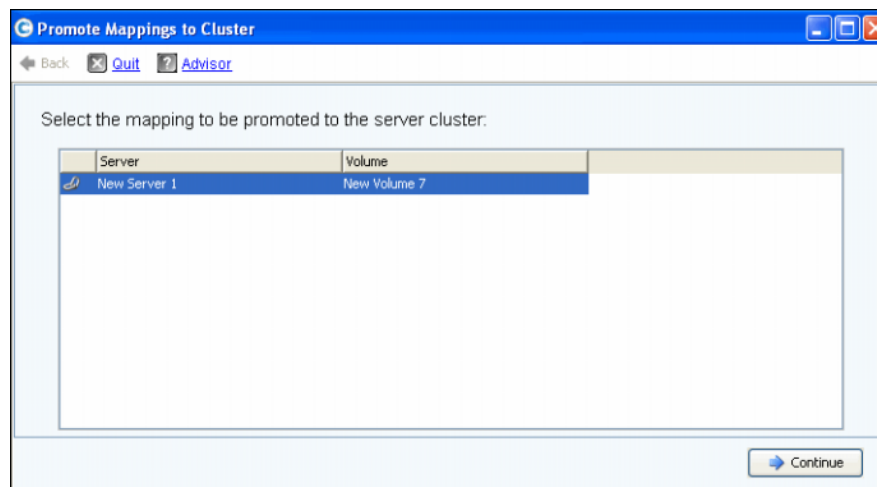 Promote Mappings to Cluster
Back Quit ? Advisor
Select the mapping to be promoted to the server cluster:
Server Volume
New Server 1 New Volume 7
Continue